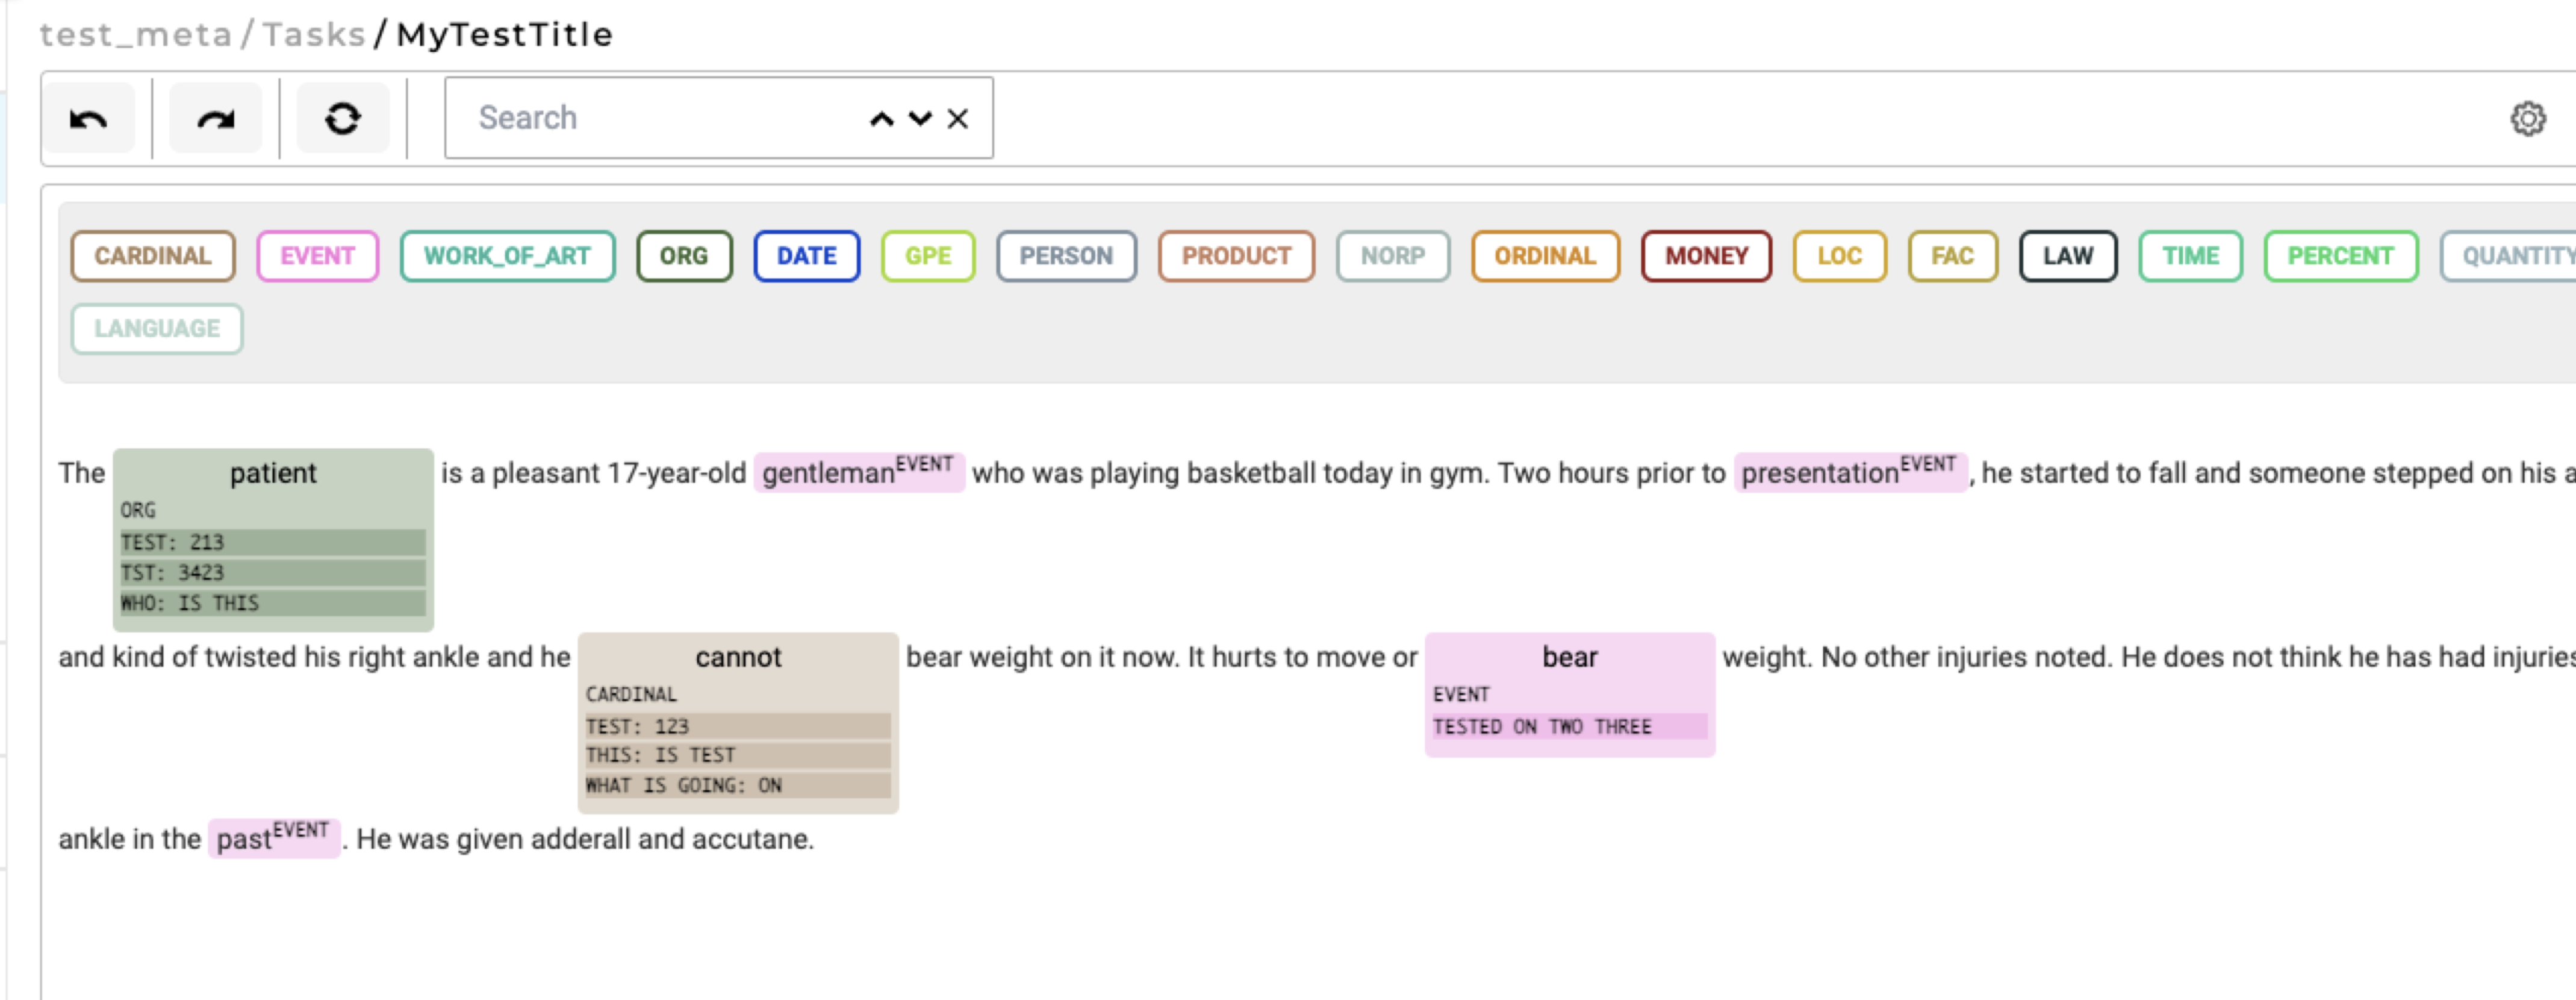 test_meta / Tasks / MyTestTitle
Search
CARDINAL EVENT WORK_OF_ART ORG DATE GPE PERSON PRODUCT NORP ORDINAL MONEY LOC FAC LAW TIME PERCENT QUANTITY
LANGUAGE
The patient is a pleasant 17-year-old gentleman EVENT who was playing basketball today in gym. Two hours prior to presentation EVENT , he started to fall and someone stepped on his
ORG
TEST: 213
TST: 3423
WHO: IS THIS
and kind of twisted his right ankle and he cannot bear weight on it now. It hurts to move or bear weight. No other injuries noted. He does not think he has had injuries
CARDINAL
TEST: 123
THIS: IS TEST
WHAT IS GOING: ON
EVENT
TESTED ON TWO THREE
ankle in the past EVENT . He was given adderall and accutane.